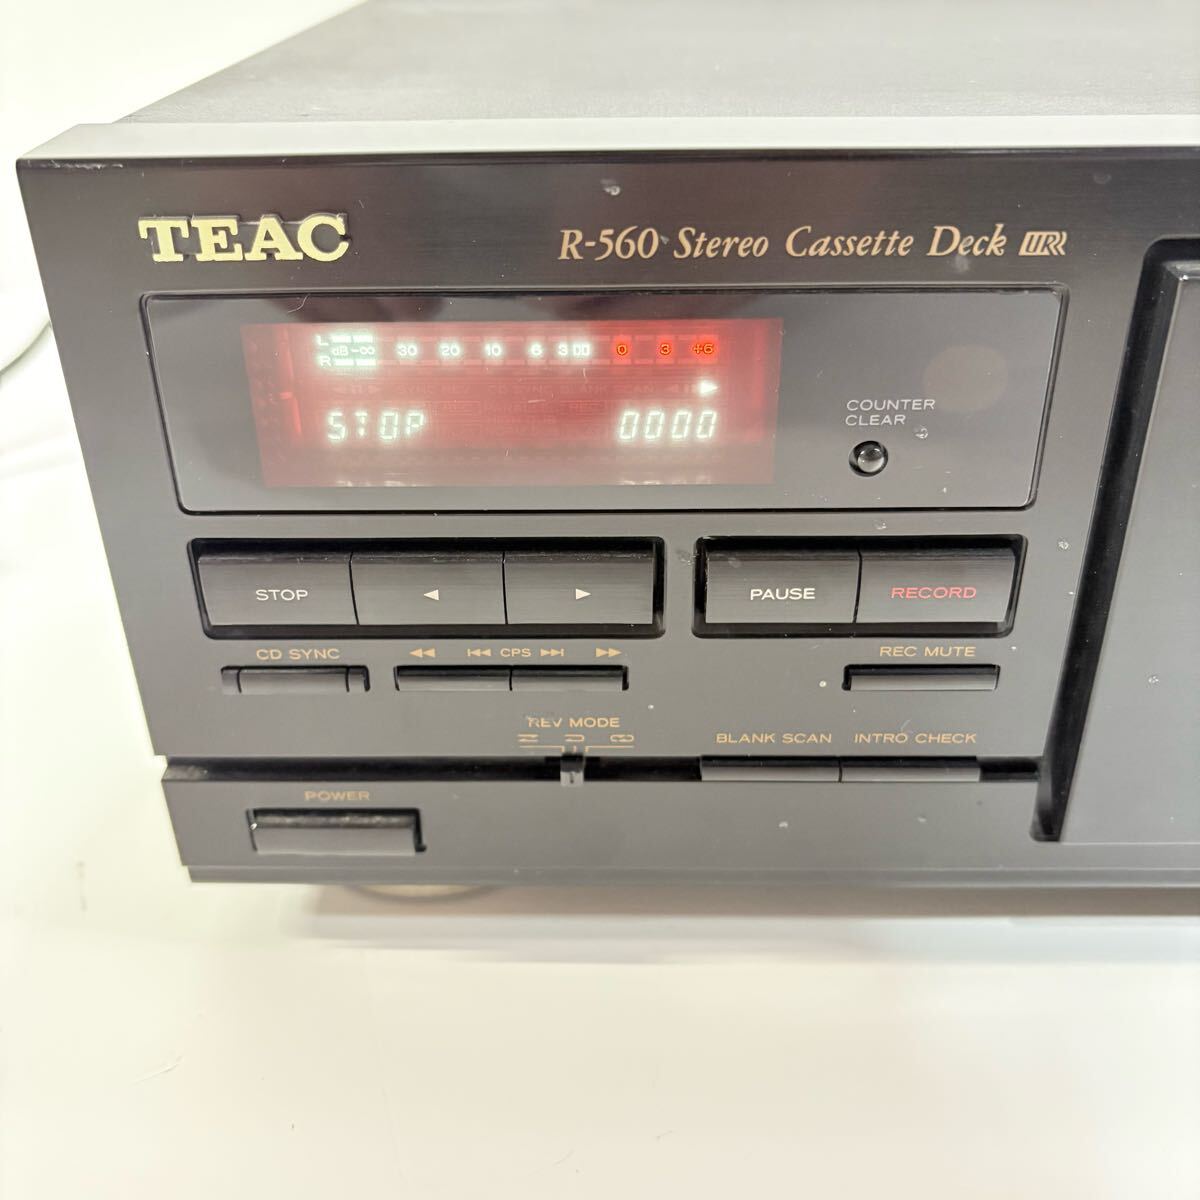 TEAC
R-560 Stereo Cassette Deck
L
dB -∞ 30 20 10 6 3 0 3 +6
R
STOP 0000
COUNTER
CLEAR
STOP ◀ ▶ PAUSE RECORD
CD SYNC ◀◀ |◀◀ CPS ▶▶| ▶▶ REC MUTE
REV MODE
BLANK SCAN INTRO CHECK
POWER